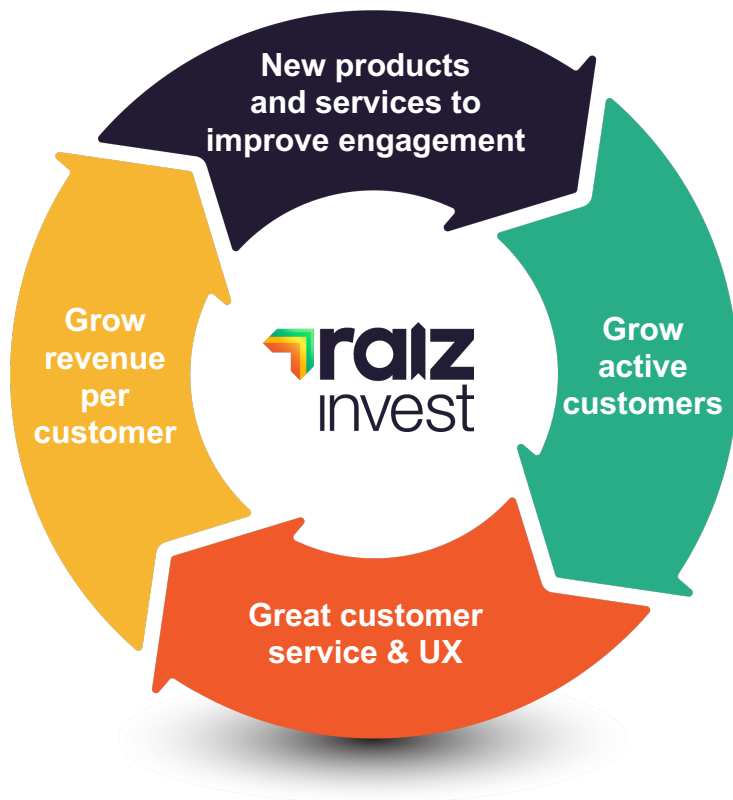 New products
and services to
improve engagement
Grow
active
customers
Great customer
service & UX
Grow
revenue
per
customer
raiz
invest